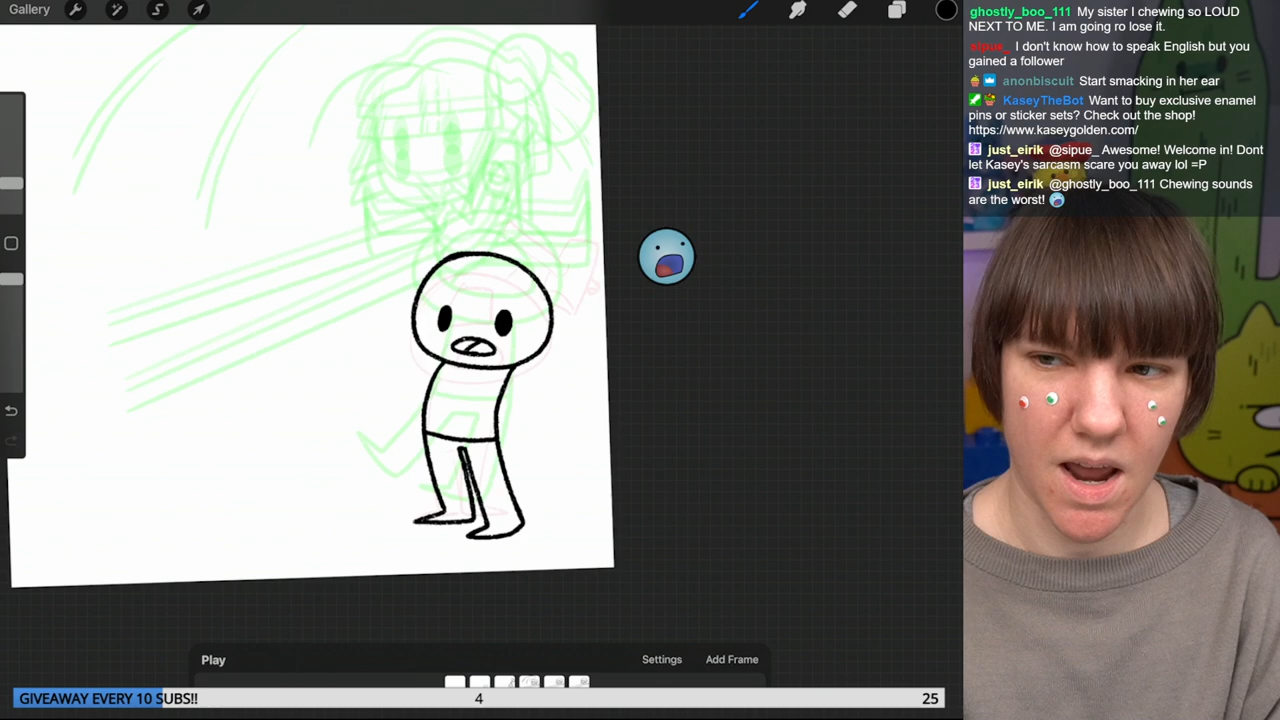 Gallery
ghostly_boo_111 My sister I chewing so LOUD
NEXT TO ME. I am going ro lose it.
sipue_ I don't know how to speak English but you
gained a follower
anonbiscuit Start smacking in her ear
KaseyTheBot Want to buy exclusive enamel
pins or sticker sets? Check out the shop!
https://www.kaseygolden.com/
just_eirik @sipue_ Awesome! Welcome in! Dont
let Kasey's sarcasm scare you away lol =P
just_eirik @ghostly_boo_111 Chewing sounds
are the worst!
Play Settings Add Frame
GIVEAWAY EVERY 10 SUBS!! 4 25